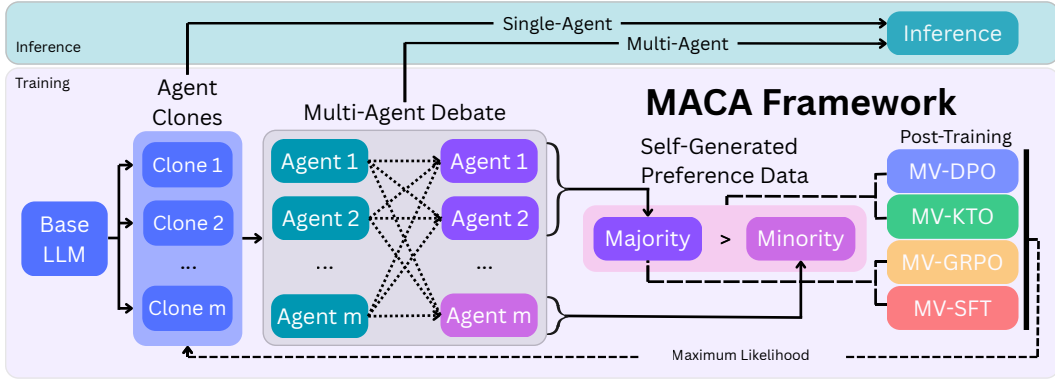 Single-Agent
Multi-Agent
Inference
Inference
Training
Agent
Clones
Multi-Agent Debate
MACA Framework
Self-Generated
Preference Data
Post-Training
Base
LLM
Clone 1
Clone 2
...
Clone m
Agent 1
Agent 2
...
Agent m
Agent 1
Agent 2
...
Agent m
Majority > Minority
MV-DPO
MV-KTO
MV-GRPO
MV-SFT
Maximum Likelihood